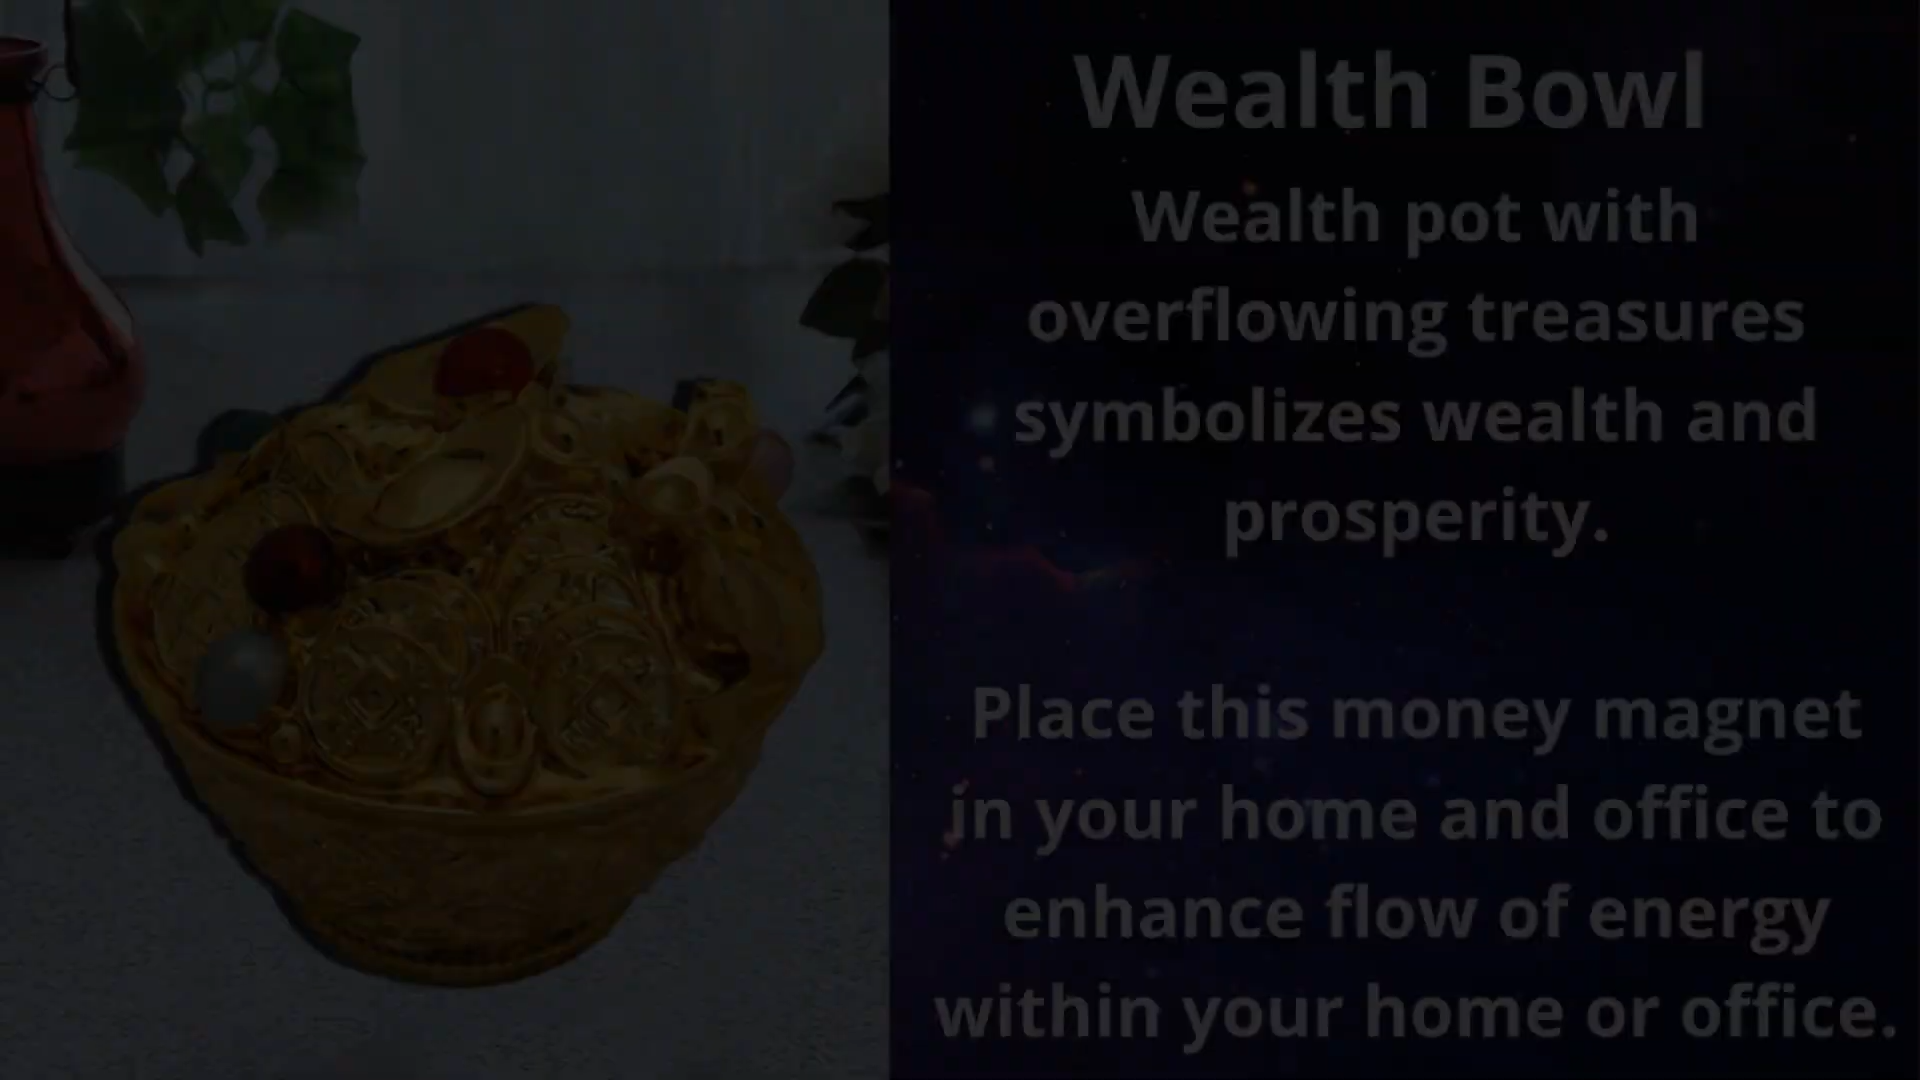 Wealth Bowl
Wealth pot with
overflowing treasures
symbolizes wealth and
prosperity.
Place this money magnet
in your home and office to
enhance flow of energy
within your home or office.